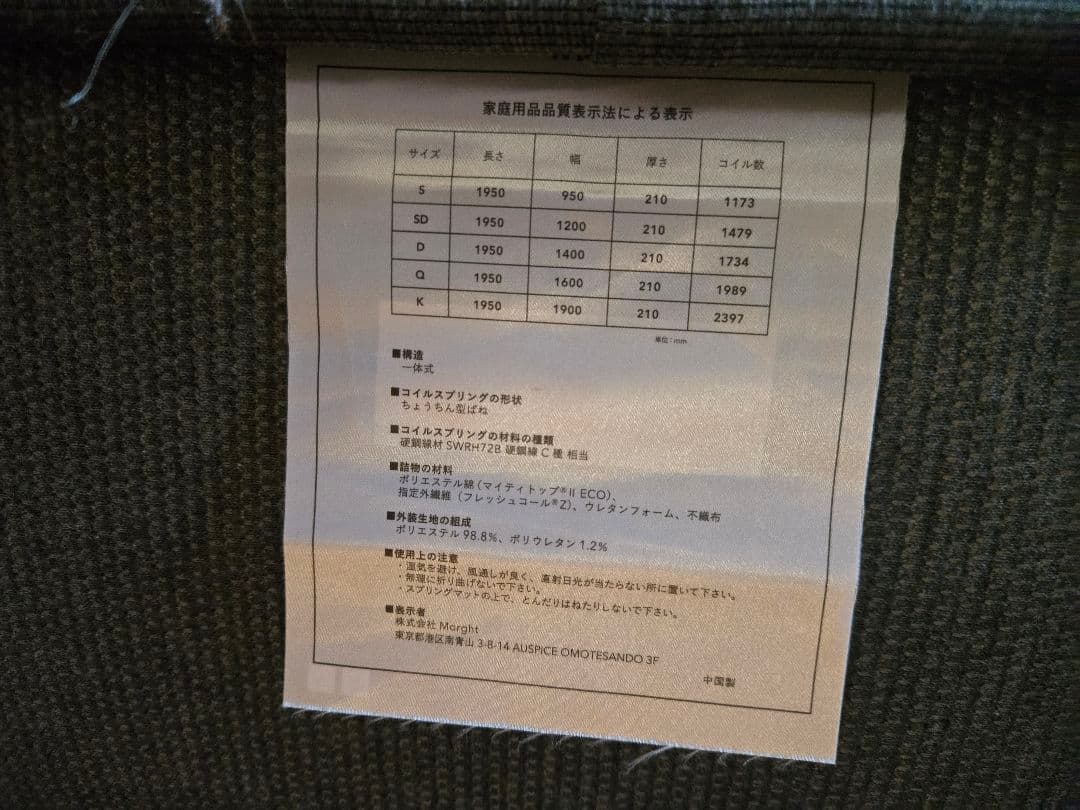 家庭用品品質表示法による表示
サイズ 長さ 幅 厚さ コイル数
S 1950 950 210 1173
SD 1950 1200 210 1479
D 1950 1400 210 1734
Q 1950 1600 210 1989
K 1950 1900 210 2397
単位：mm
■構造
一体式
■コイルスプリングの形状
ちょうちん型ばね
■コイルスプリングの材料の種類
硬鋼線材 SWRH72B 硬鋼線 C 種 相当
■詰物の材料
ポリエステル綿（マイティトップ®II ECO）、
指定外繊維（フレッシュコール®Z）、ウレタンフォーム、不織布
■外装生地の組成
ポリエステル 98.8%、ポリウレタン 1.2%
■使用上の注意
・湿気を避け、風通しが良く、直射日光が当たらない所に置いて下さい。
・無理に折り曲げないで下さい。
・スプリングマットの上で、とんだりはねたりしないで下さい。
■表示者
株式会社 Morght
東京都港区南青山 3-8-14 AUSPICE OMOTESANDO 3F
中国製